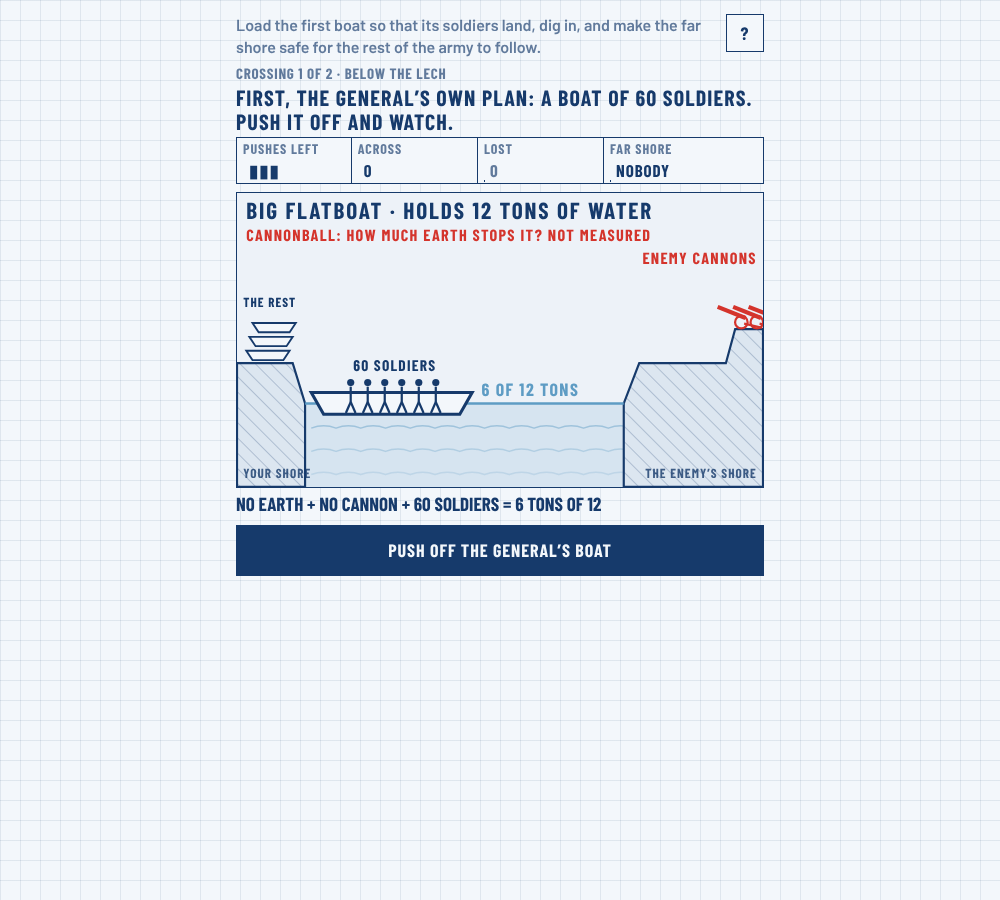 Load the first boat so that its soldiers land, dig in, and make the far
shore safe for the rest of the army to follow.
?
CROSSING 1 OF 2 · BELOW THE LECH
FIRST, THE GENERAL’S OWN PLAN: A BOAT OF 60 SOLDIERS.
PUSH IT OFF AND WATCH.
PUSHES LEFT
ACROSS
0
LOST
0
FAR SHORE
NOBODY
BIG FLATBOAT · HOLDS 12 TONS OF WATER
CANNONBALL: HOW MUCH EARTH STOPS IT? NOT MEASURED
ENEMY CANNONS
THE REST
60 SOLDIERS
6 OF 12 TONS
YOUR SHORE
THE ENEMY’S SHORE
NO EARTH + NO CANNON + 60 SOLDIERS = 6 TONS OF 12
PUSH OFF THE GENERAL’S BOAT